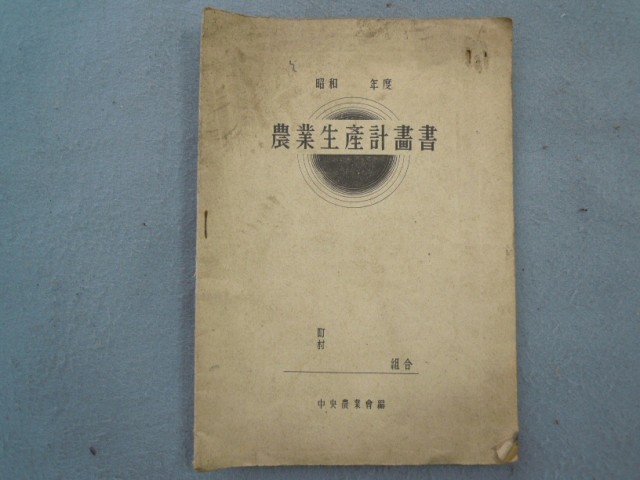 昭和 年度
農業生產計畫書
町
村
組合
中央農業會編